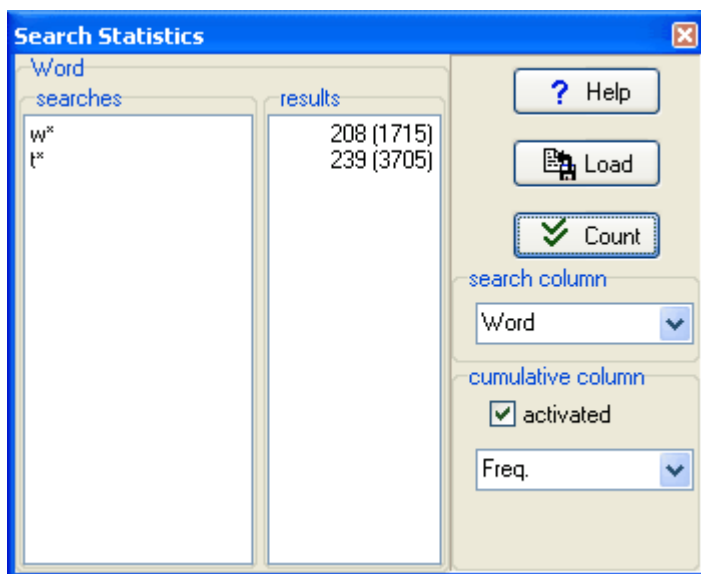 Search Statistics
Word
searches
results
w*
208 (1715)
t*
239 (3705)
? Help
Load
Count
search column
Word
cumulative column
activated
Freq.